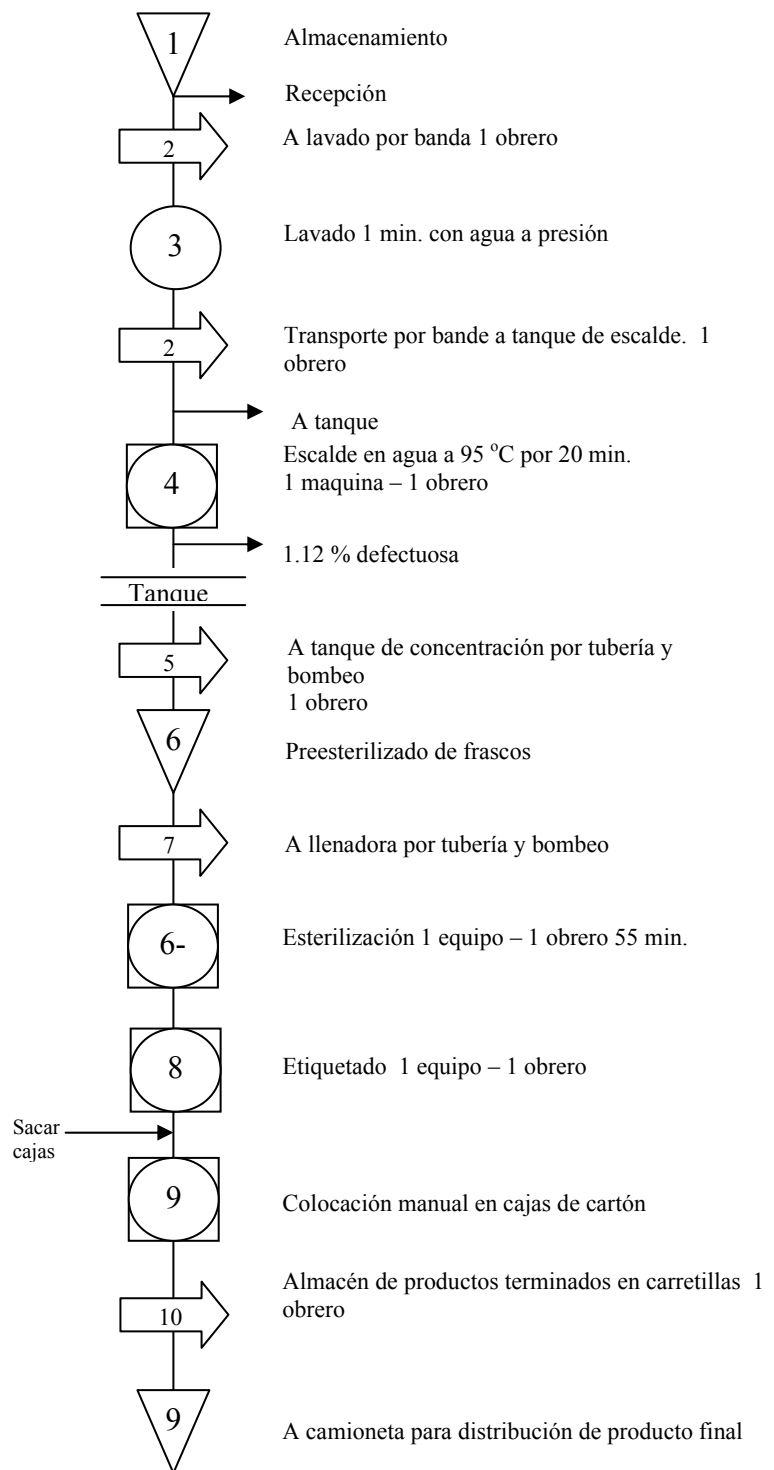 1
Almacenamiento
Recepción
2
A lavado por banda 1 obrero
3
Lavado 1 min. con agua a presión
2
Transporte por bande a tanque de escalde. 1
obrero
A tanque
4
Escalde en agua a 95 °C por 20 min.
1 maquina – 1 obrero
1.12 % defectuosa
Tanque
5
A tanque de concentración por tubería y
bombeo
1 obrero
6
Preesterilizado de frascos
7
A llenadora por tubería y bombeo
6-
Esterilización 1 equipo – 1 obrero 55 min.
8
Etiquetado 1 equipo – 1 obrero
Sacar
cajas
9
Colocación manual en cajas de cartón
10
Almacén de productos terminados en carretillas 1
obrero
9
A camioneta para distribución de producto final